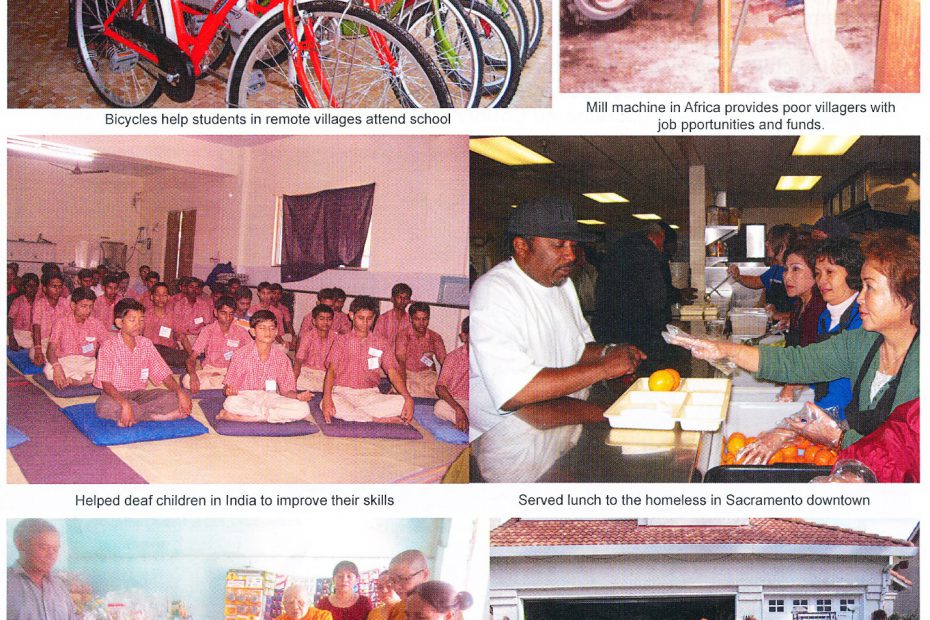 Bicycles help students in remote villages attend school
Mill machine in Africa provides poor villagers with
job pportunities and funds.
Helped deaf children in India to improve their skills
Served lunch to the homeless in Sacramento downtown